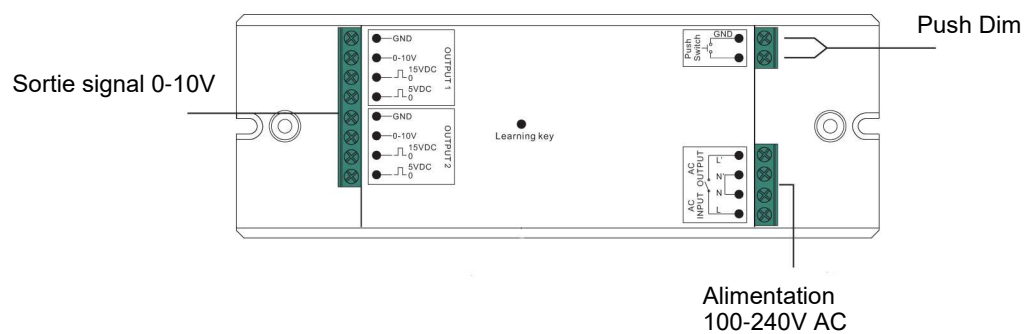 Push Dim
Sortie signal 0-10V
GND
0-10V
15VDC
0
5VDC
0
OUTPUT 1
GND
0-10V
15VDC
0
5VDC
0
OUTPUT 2
Learning key
Push
Switch
GND
AC
OUTPUT
L'
N'
AC
INPUT
N
L
Alimentation
100-240V AC